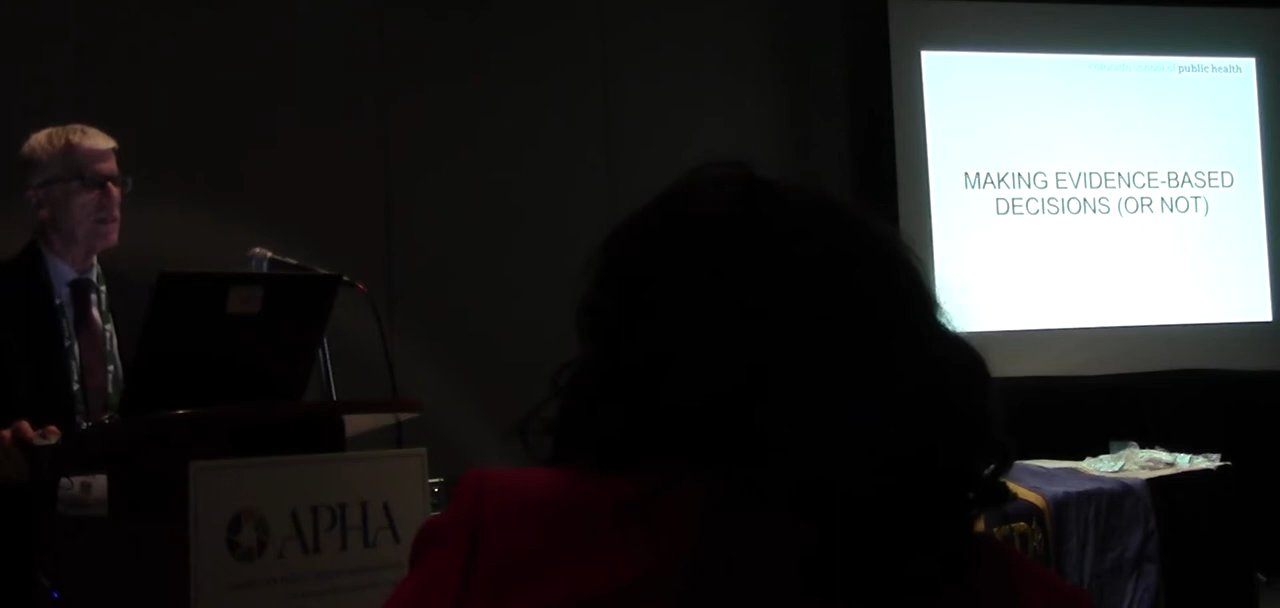 public health
MAKING EVIDENCE-BASED
DECISIONS (OR NOT)
APHA